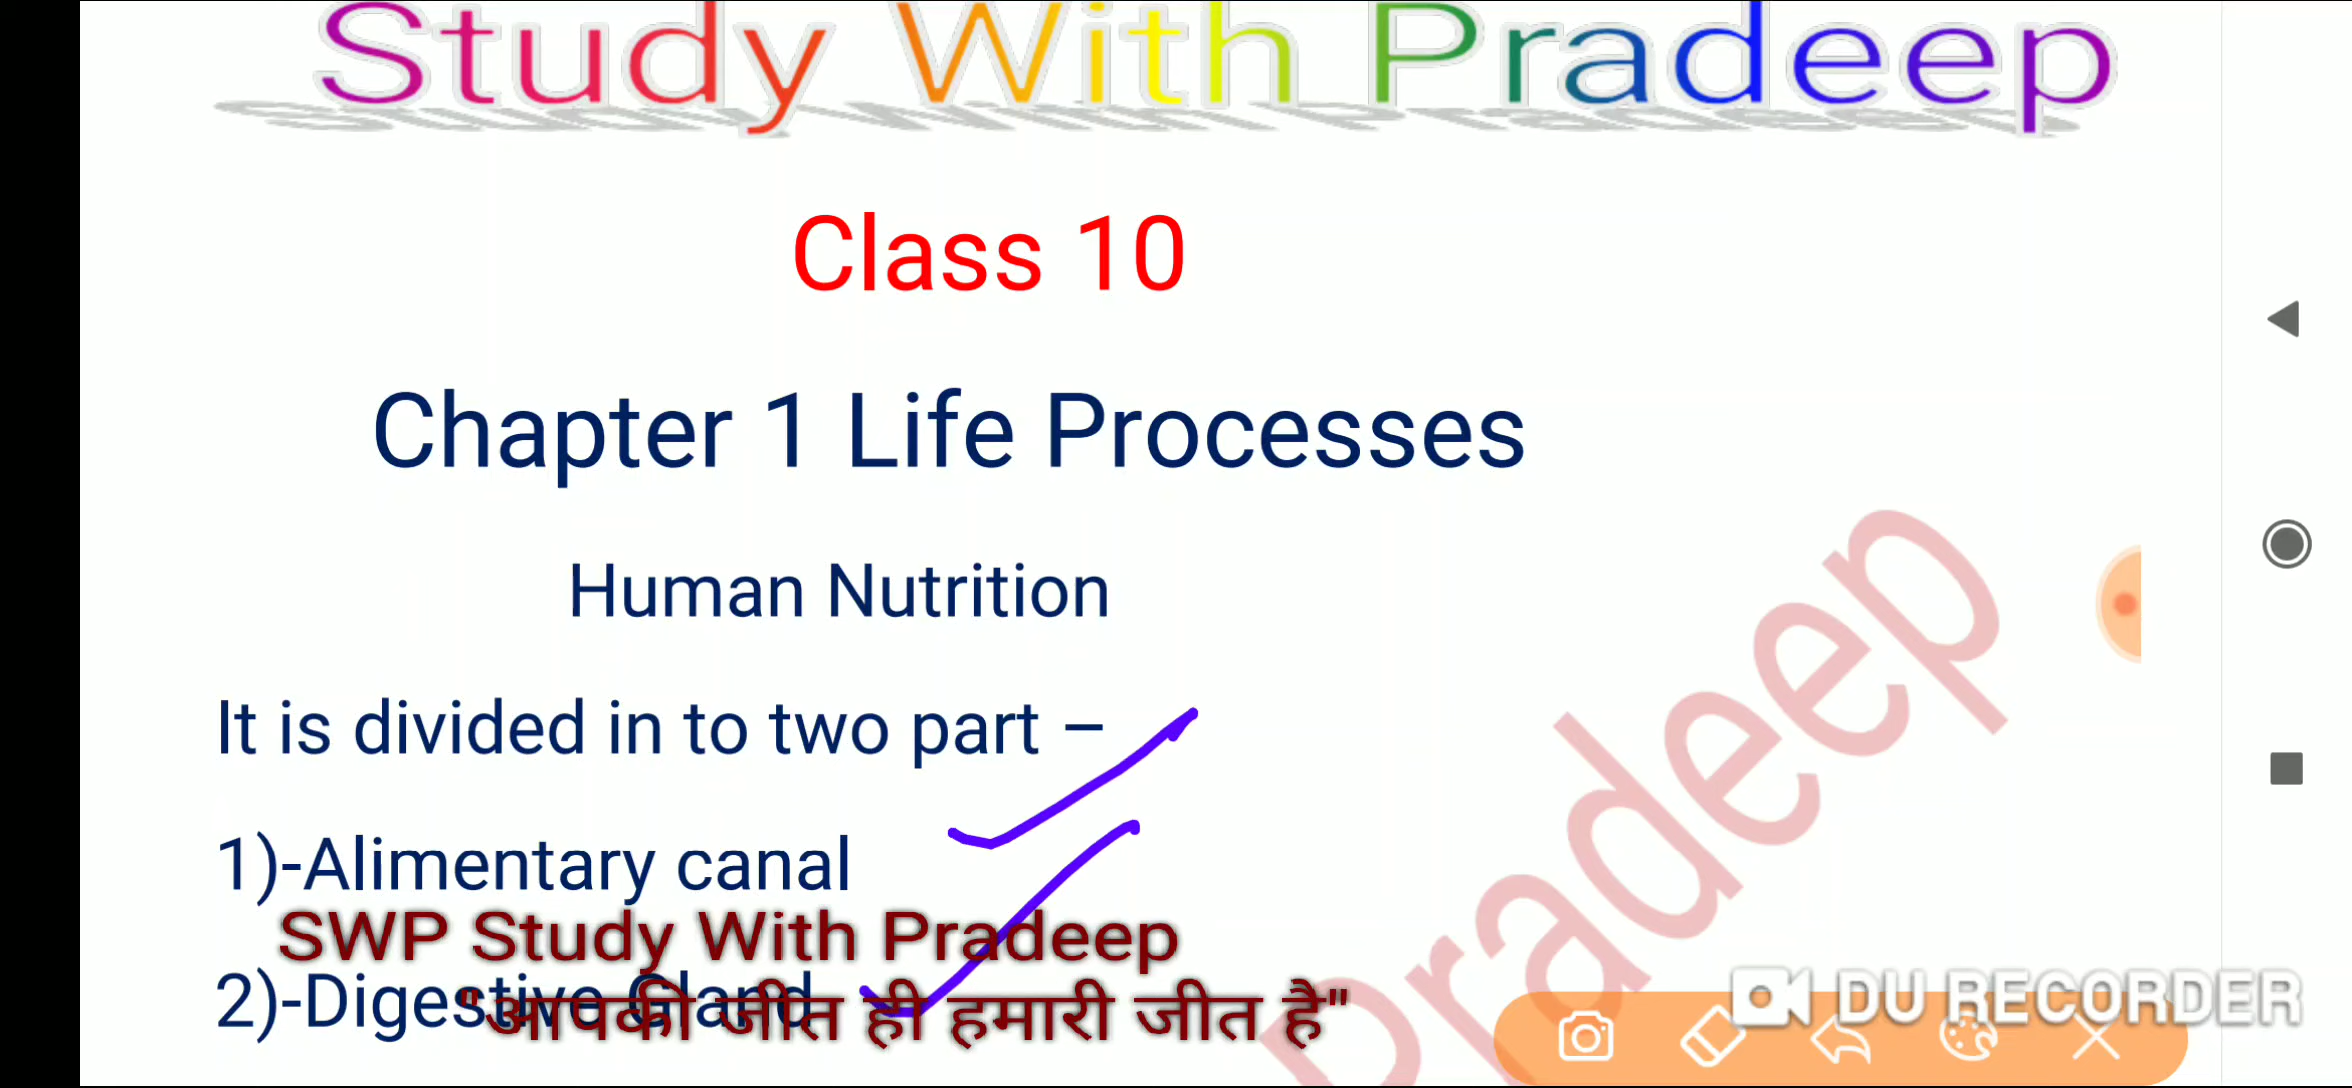 Study With Pradeep
Class 10
Chapter 1 Life Processes
Human Nutrition
It is divided in to two part –
1)-Alimentary canal
SWP Study With Pradeep
2)-Digestive Gland
"आपकी जीत ही हमारी जीत है"
Pradeep
DU RECORDER